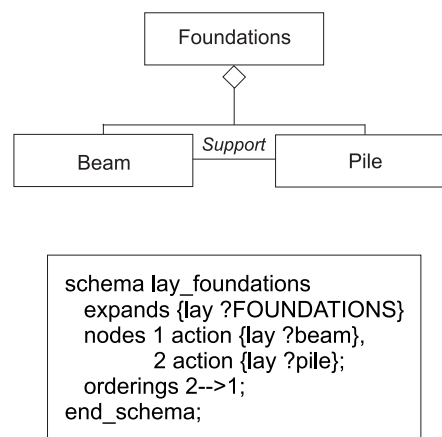 Foundations
Support
Beam
Pile
schema lay_foundations
expands {lay ?FOUNDATIONS}
nodes 1 action {lay ?beam},
2 action {lay ?pile};
orderings 2-->1;
end_schema;